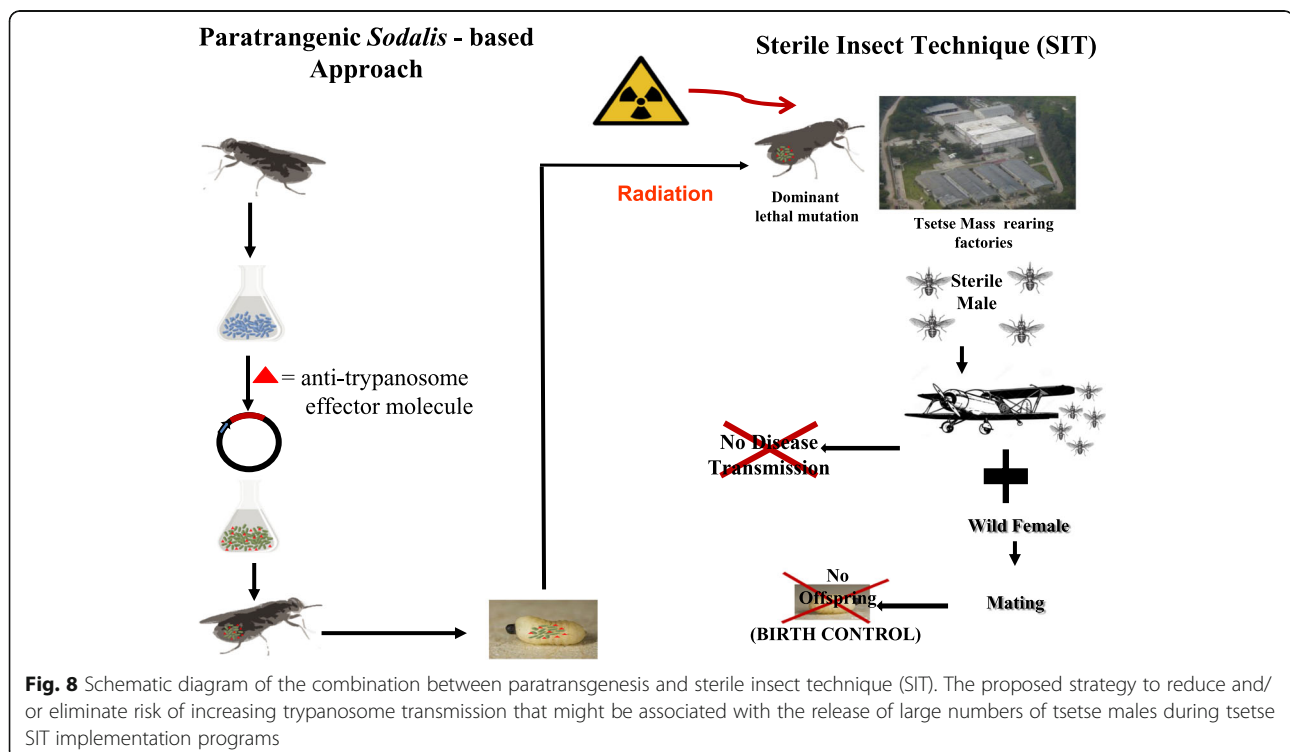 Paratrangenic Sodalis - based
Approach
= anti-trypanosome
effector molecule
Sterile Insect Technique (SIT)
Radiation
Dominant
lethal mutation
Tsetse Mass rearing
factories
Sterile
Male
No Disease
Transmission
Wild Female
Mating
No
Offspring
(BIRTH CONTROL)
Fig. 8 Schematic diagram of the combination between paratransgenesis and sterile insect technique (SIT). The proposed strategy to reduce and/
or eliminate risk of increasing trypanosome transmission that might be associated with the release of large numbers of tsetse males during tsetse
SIT implementation programs